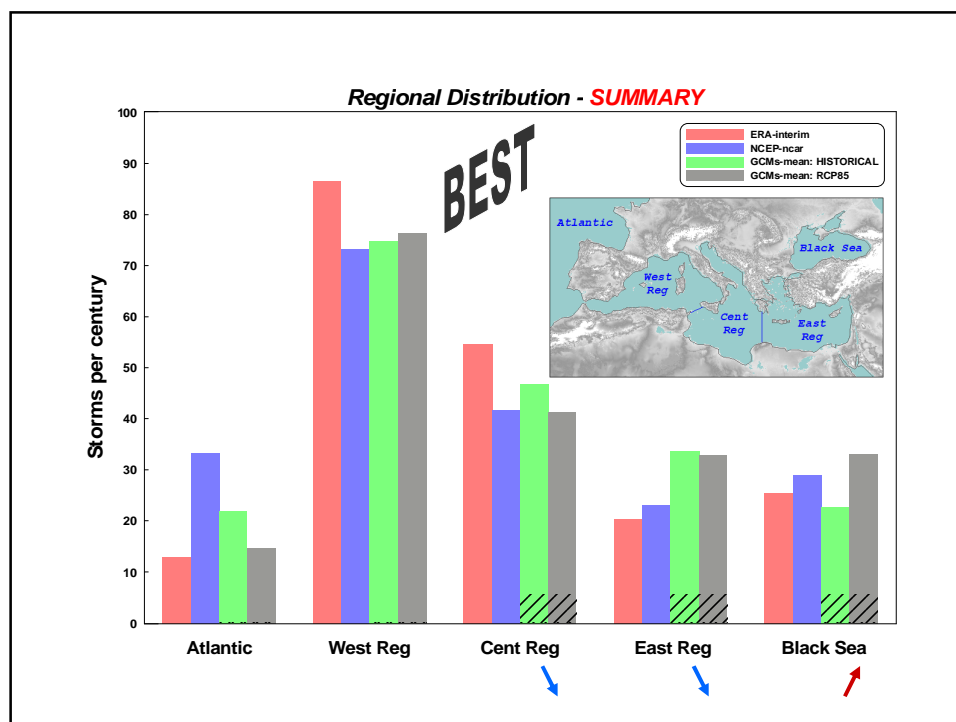 Regional Distribution - SUMMARY
100
90
80
70
60
50
40
30
20
10
0
Storms per century
BEST
ERA-interim
NCEP-ncar
GCMs-mean: HISTORICAL
GCMs-mean: RCP85
Atlantic
Black Sea
West
Reg
Cent
Reg
East
Reg
Atlantic
West Reg
Cent Reg
East Reg
Black Sea